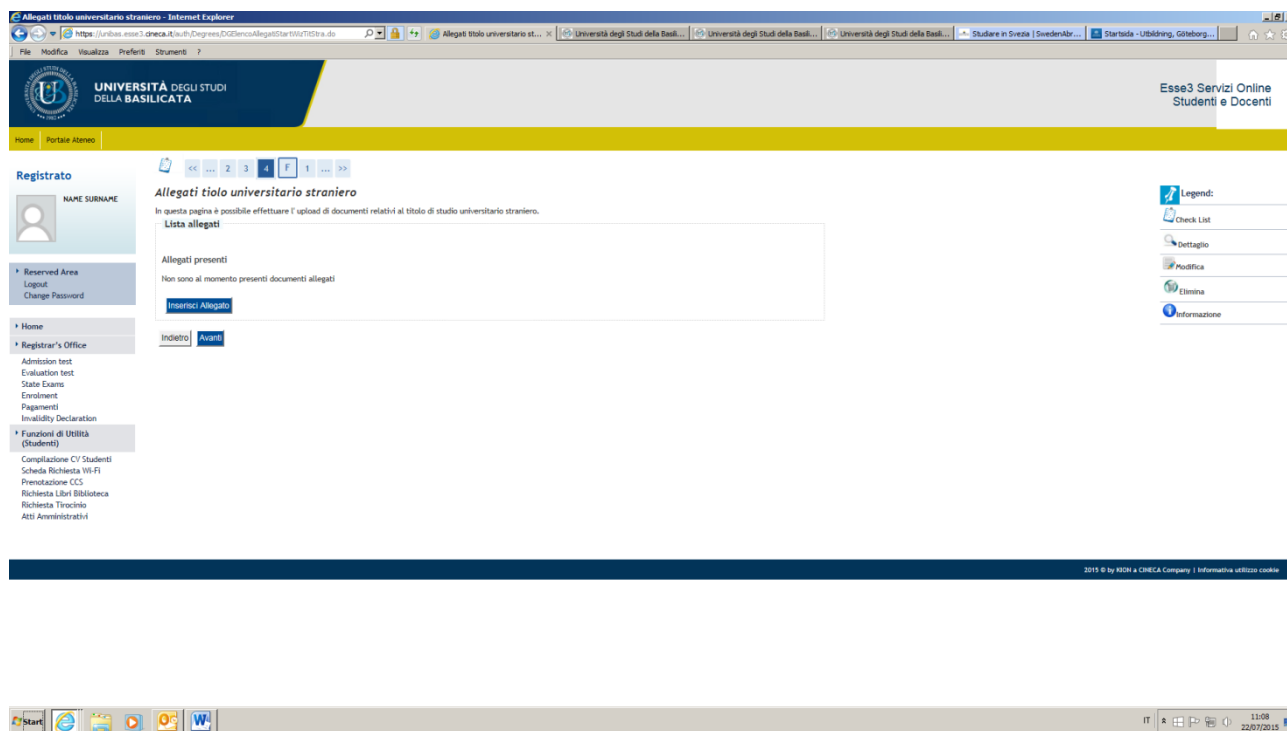 Allegati titolo universitario straniero - Internet Explorer
https://unibas.esse3.cineca.it/auth/Degrees/DGElencoAllegatiStartWizTitStra.do
Allegati titolo universitario st...
Università degli Studi della Basili...
Università degli Studi della Basili...
Università degli Studi della Basili...
Studiare in Svezia | SwedenAbr...
Startsida - Utbildning, Göteborg...
File Modifica Visualizza Preferiti Strumenti ?
UNIVERSITÀ DEGLI STUDI
DELLA BASILICATA
Esse3 Servizi Online
Studenti e Docenti
Home Portale Ateneo
<< ... 2 3 4 F 1 ... >>
Registrato
NAME SURNAME
Allegati tiolo universitario straniero
In questa pagina è possibile effettuare l' upload di documenti relativi al titolo di studio universitario straniero.
Lista allegati
Allegati presenti
Non sono al momento presenti documenti allegati
Inserisci Allegato
Indietro Avanti
Legend:
Check List
Dettaglio
Modifica
Elimina
Informazione
Reserved Area
Logout
Change Password
Home
Registrar's Office
Admission test
Evaluation test
State Exams
Enrolment
Pagamenti
Invalidity Declaration
Funzioni di Utilità
(Studenti)
Compilazione CV Studenti
Scheda Richiesta Wi-Fi
Prenotazione CCS
Richiesta Libri Biblioteca
Richiesta Tirocinio
Atti Amministrativi
2015 © by KION a CINECA Company | Informativa utilizzo cookie
Start
IT
11:08
22/07/2015